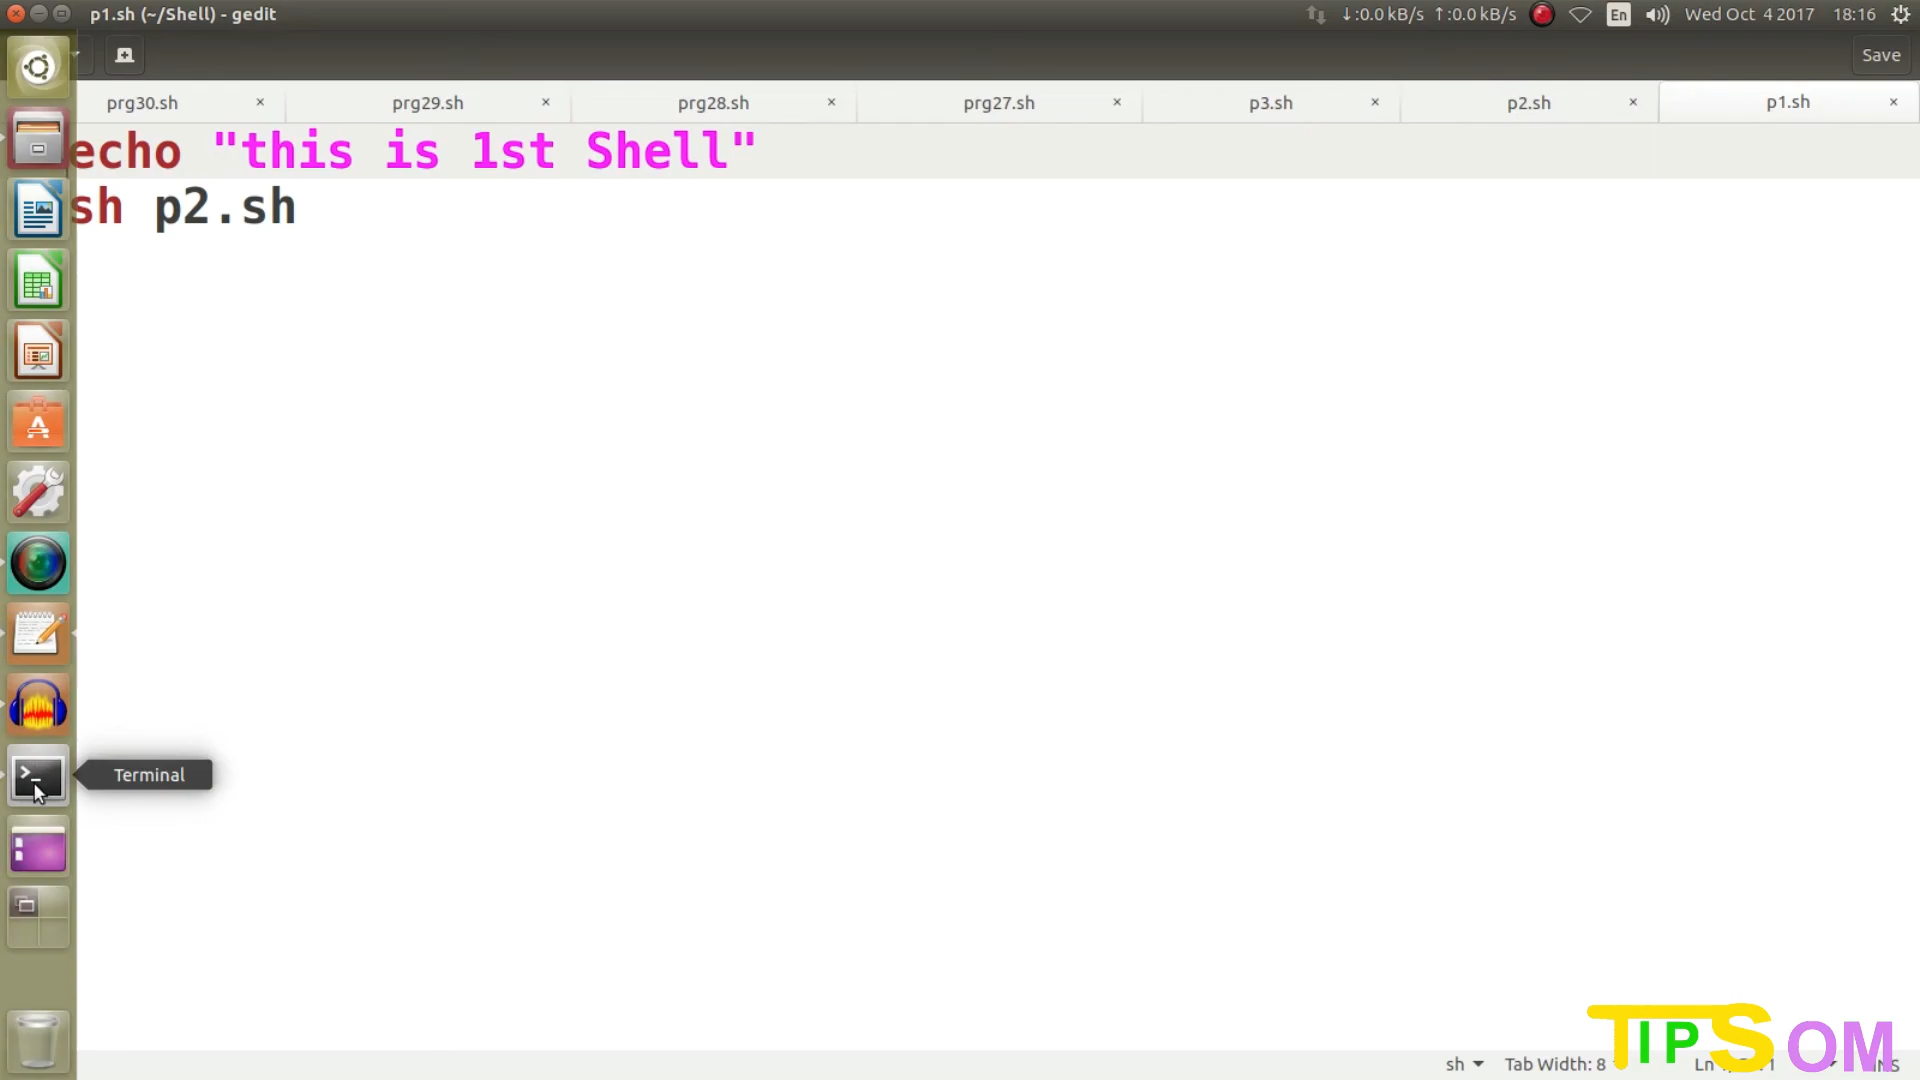 p1.sh (~/Shell) - gedit
↓:0.0 kB/s ↑:0.0 kB/s En Wed Oct 4 2017 18:16
Save
prg30.sh × prg29.sh × prg28.sh × prg27.sh × p3.sh × p2.sh × p1.sh ×
echo "this is 1st Shell"
sh p2.sh
Terminal
TIPSOM
sh Tab Width: 8